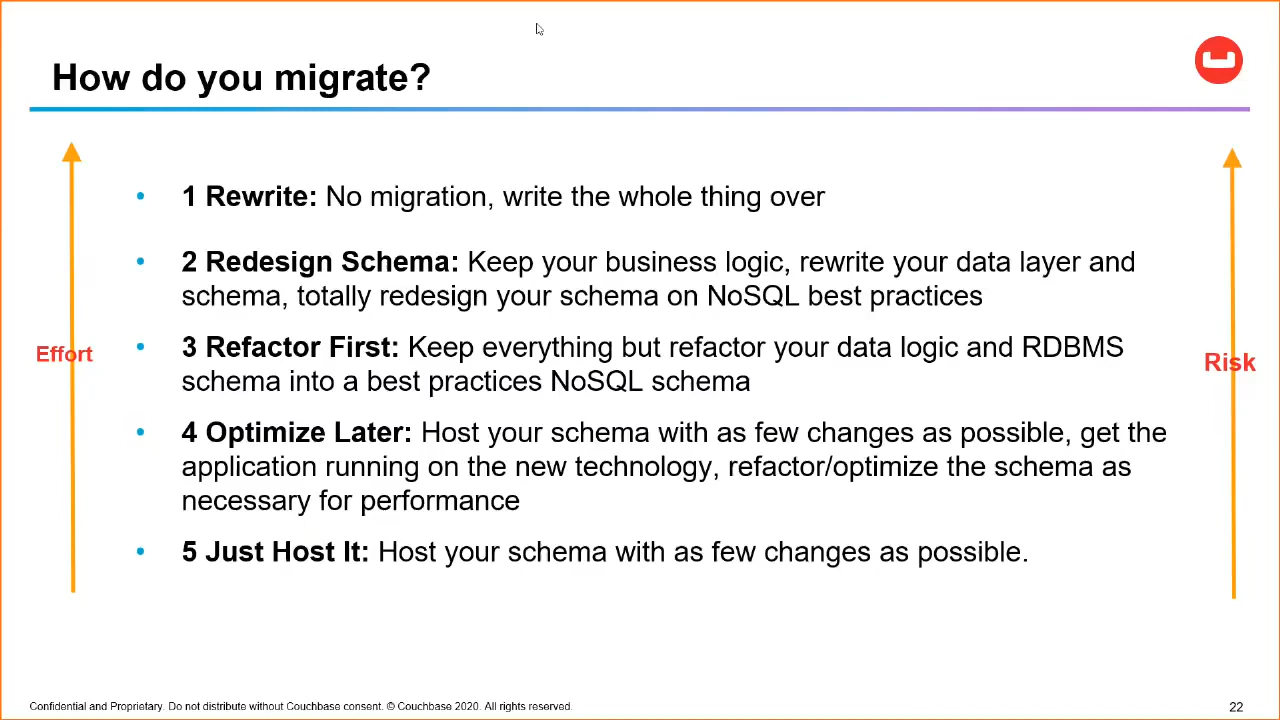 How do you migrate?
• 1 Rewrite: No migration, write the whole thing over
• 2 Redesign Schema: Keep your business logic, rewrite your data layer and
schema, totally redesign your schema on NoSQL best practices
Effort
• 3 Refactor First: Keep everything but refactor your data logic and RDBMS
schema into a best practices NoSQL schema
Risk
• 4 Optimize Later: Host your schema with as few changes as possible, get the
application running on the new technology, refactor/optimize the schema as
necessary for performance
• 5 Just Host It: Host your schema with as few changes as possible.
Confidential and Proprietary. Do not distribute without Couchbase consent. © Couchbase 2020. All rights reserved.
22